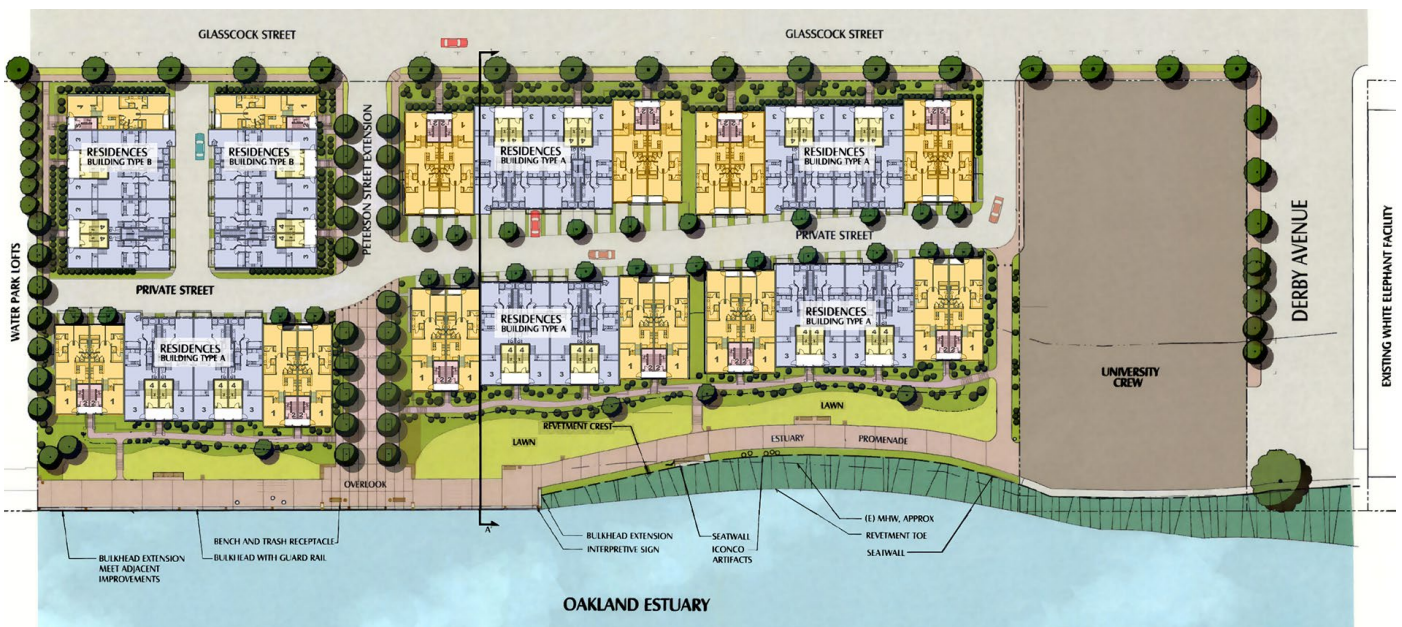 GLASSCOCK STREET
GLASSCOCK STREET
RESIDENCES
BUILDING TYPE B
RESIDENCES
BUILDING TYPE B
PETERSON STREET EXTENSION
RESIDENCES
BUILDING TYPE A
RESIDENCES
BUILDING TYPE A
WATER PARK LOFTS
PRIVATE STREET
PRIVATE STREET
DERBY AVENUE
EXISTING WHITE ELEPHANT FACILITY
RESIDENCES
BUILDING TYPE A
RESIDENCES
BUILDING TYPE A
RESIDENCES
BUILDING TYPE A
UNIVERSITY
CREW
LAWN
REVETMENT CREST
LAWN
ESTUARY PROMENADE
OVERLOOK
A'
(E) MHW, APPROX
REVETMENT TOE
SEATWALL
BENCH AND TRASH RECEPTACLE
BULKHEAD WITH GUARD RAIL
BULKHEAD EXTENSION
MEET ADJACENT
IMPROVEMENTS
BULKHEAD EXTENSION
INTERPRETIVE SIGN
SEATWALL
ICONCO
ARTIFACTS
OAKLAND ESTUARY